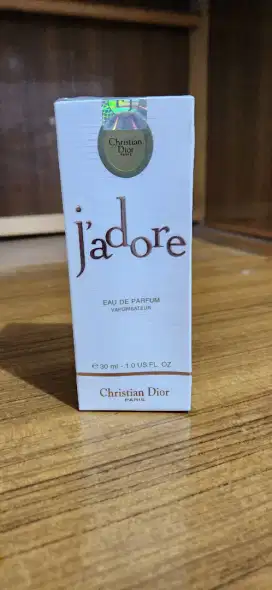 Christian
Dior
PARIS
j'adore
EAU DE PARFUM
VAPORISATEUR
℮ 30 ml - 1.0 US FL. OZ
Christian Dior
PARIS